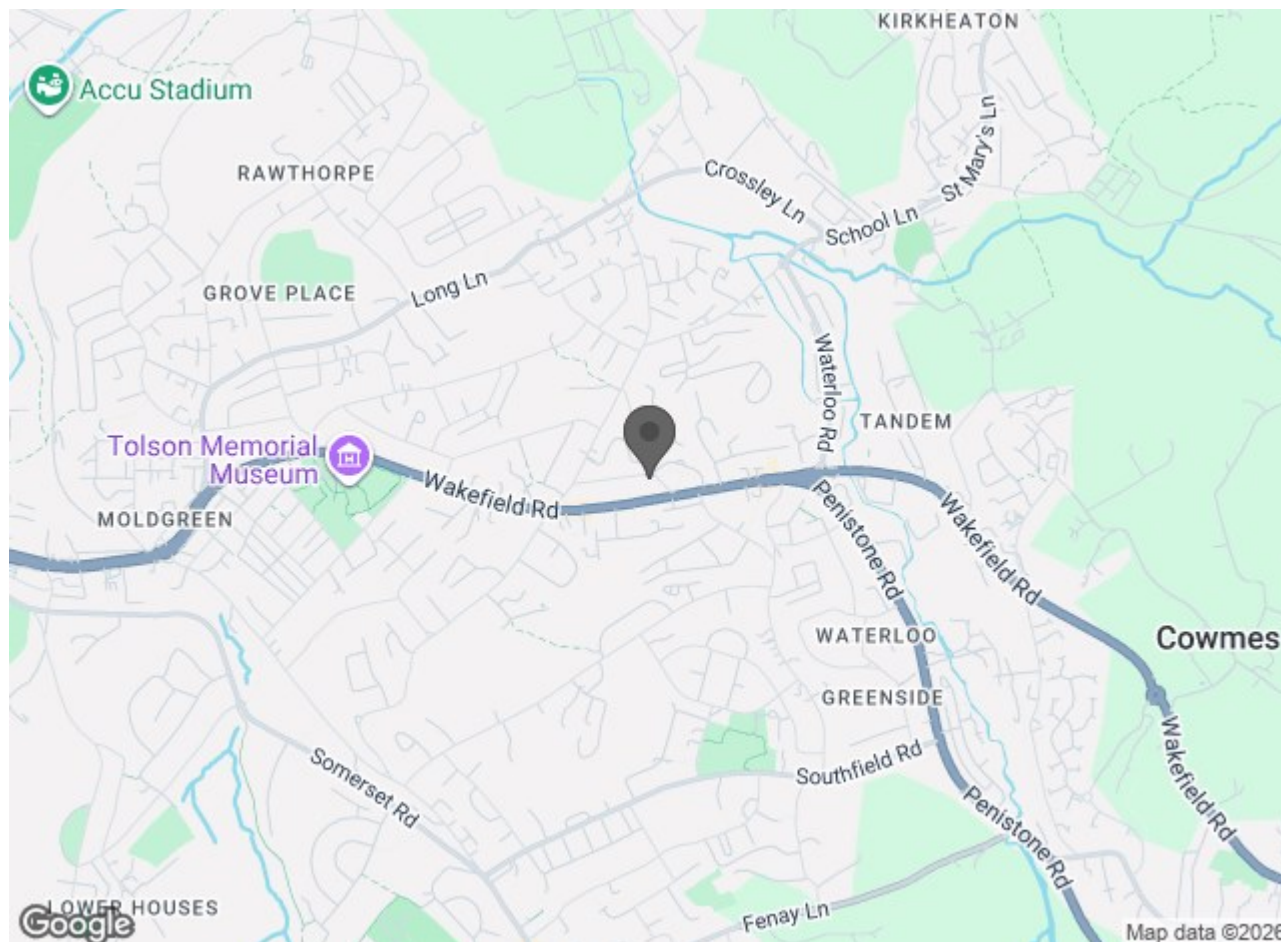 KIRKHEATON
Accu Stadium
RAWTHORPE
Crossley Ln
St Mary's Ln
School Ln
GROVE PLACE
Long Ln
Waterloo Rd
TANDEM
Tolson Memorial
Museum
Wakefield Rd
MOLDGREEN
Penistone Rd
Wakefield Rd
WATERLOO
Cowmes
GREENSIDE
Somerset Rd
Southfield Rd
Wakefield Rd
Penistone Rd
LOWER HOUSES
Fenay Ln
Google
Map data ©2026